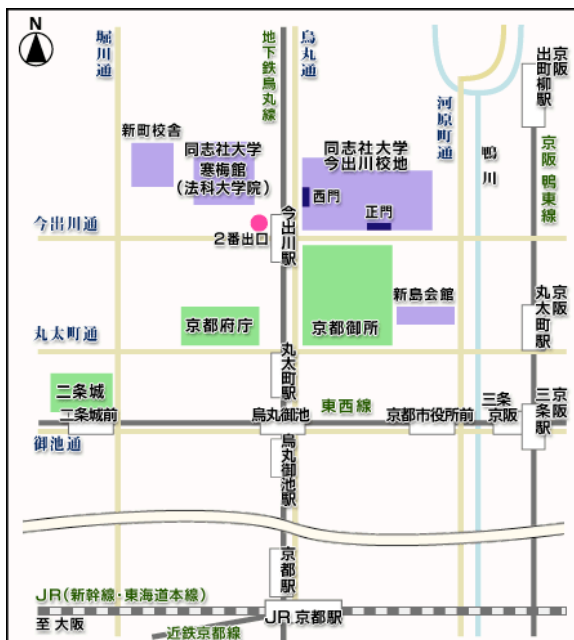 N
堀川通
地下鉄烏丸線
烏丸通
河原町通
鴨川
京阪
出町柳駅
京阪 鴨東線
新町校舎
同志社大学
寒梅館
(法科大学院)
同志社大学
今出川校地
西門
正門
今出川通
2番出口
今出川駅
新島会館
京都府庁
京都御所
京阪
丸太町駅
丸太町通
丸太町駅
二条城
二条城前
烏丸御池
東西線
京都市役所前
三条
京阪
京阪
三条駅
御池通
烏丸御池駅
京都駅
JR(新幹線・東海道本線)
至 大阪
JR 京都駅
近鉄京都線